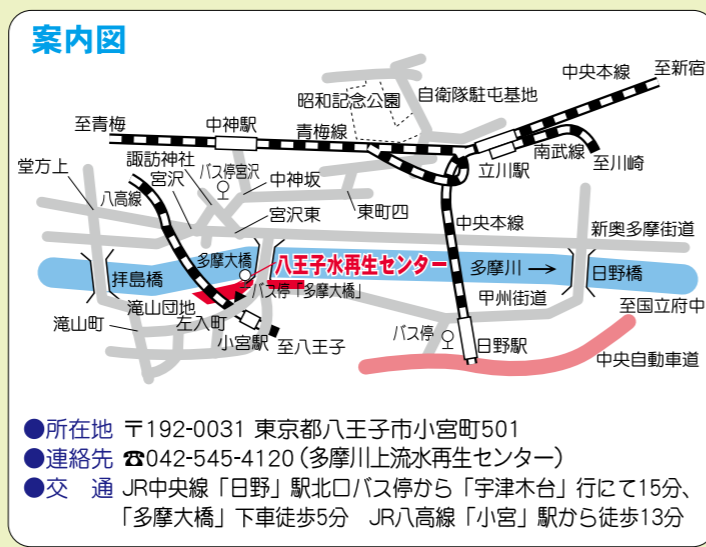 案内図
中央本線
至新宿
昭和記念公園
自衛隊駐屯基地
至青梅
中神駅
青梅線
南武線
立川駅
至川崎
諏訪神社
バス停宮沢
堂方上
宮沢
中神坂
八高線
東町四
宮沢東
中央本線
新奥多摩街道
多摩大橋
八王子水再生センター
多摩川 →
拝島橋
日野橋
バス停「多摩大橋」
甲州街道
滝山団地
至国立府中
滝山町
左入町
バス停
小宮駅
至八王子
日野駅
中央自動車道
●所在地 〒192-0031 東京都八王子市小宮町501
●連絡先 ☎042-545-4120(多摩川上流水再生センター)
●交 通 JR中央線「日野」駅北口バス停から「宇津木台」行にて15分、
「多摩大橋」下車徒歩5分 JR八高線「小宮」駅から徒歩13分